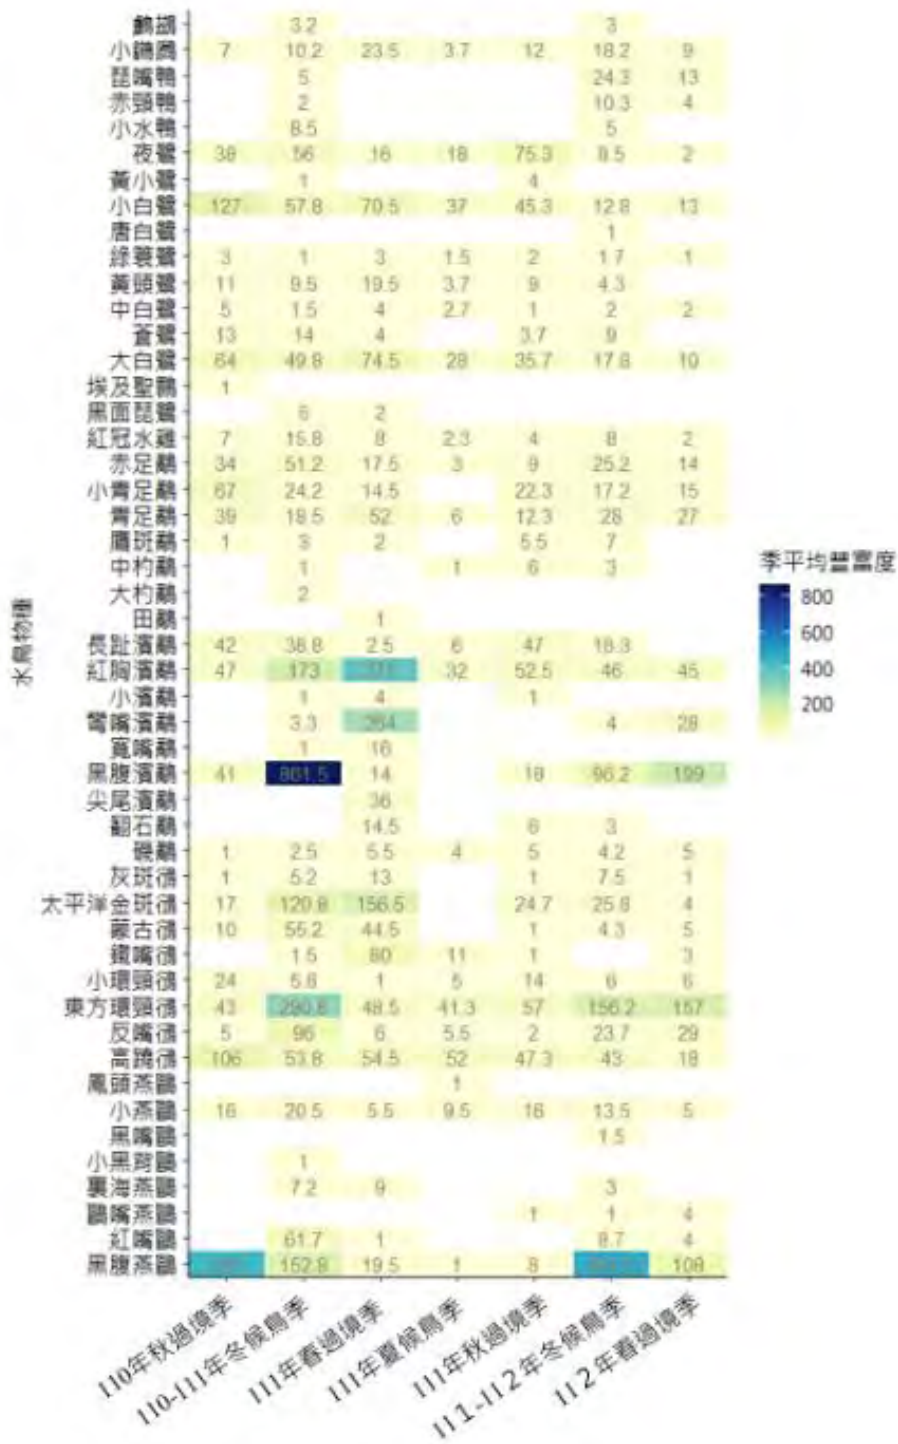 鸊鷉 3.2 3
小鸊鷉 7 10.2 23.5 3.7 12 18.2 9
琵嘴鴨 5 24.3 13
赤頸鴨 2 10.3 4
小水鴨 8.5 5
夜鷺 38 56 16 18 75.3 8.5 2
黃小鷺 1 4
小白鷺 127 57.8 70.5 37 45.3 12.8 13
唐白鷺 1
綠蓑鷺 3 1 3 1.5 2 1.7 1
黃頭鷺 11 9.5 19.5 3.7 9 4.3
中白鷺 5 1.5 4 2.7 1 2 2
蒼鷺 13 14 4 3.7 9
大白鷺 64 49.8 74.5 28 35.7 17.8 10
埃及聖䴉 1
黑面琵鷺 6 2
紅冠水雞 7 15.8 8 2.3 4 8 2
赤足鷸 34 51.2 17.5 3 9 25.2 14
小青足鷸 67 24.2 14.5 22.3 17.2 15
青足鷸 39 18.5 52 6 12.3 28 27
鷹斑鷸 1 3 2 5.5 7
中杓鷸 1 1 6 3
大杓鷸 2
田鷸 1
長趾濱鷸 42 38.8 2.5 6 47 18.3
紅胸濱鷸 47 173 32 52.5 46 45
小濱鷸 1 4 1
彎嘴濱鷸 3.3 264 4 28
寬嘴鷸 1 16
黑腹濱鷸 41 861.5 14 18 96.2 199
尖尾濱鷸 36
翻石鷸 14.5 6 3
磯鷸 1 2.5 5.5 4 5 4.2 5
灰斑鴴 1 5.2 13 1 7.5 1
太平洋金斑鴴 17 120.8 156.5 24.7 25.8 4
蒙古鴴 10 55.2 44.5 1 4.3 5
鐵嘴鴴 1.5 80 11 1 3
小環頸鴴 24 5.8 1 5 14 6 6
東方環頸鴴 43 290.8 48.5 41.3 57 156.2 157
反嘴鴴 5 96 6 5.5 2 23.7 29
高蹺鴴 106 53.8 54.5 52 47.3 43 18
鳳頭燕鷗 1
小燕鷗 16 20.5 5.5 9.5 16 13.5 5
黑嘴鷗 1.5
小黑背鷗 1
裏海燕鷗 7.2 9 3
鷗嘴燕鷗 1 1 4
紅嘴鷗 61.7 1 8.7 4
黑腹燕鷗 152.8 19.5 1 8 108
110年秋過境季
110-111年冬候鳥季
111年春過境季
111年夏候鳥季
111年秋過境季
111-112年冬候鳥季
112年春過境季
水鳥物種
季平均豐富度
800
600
400
200